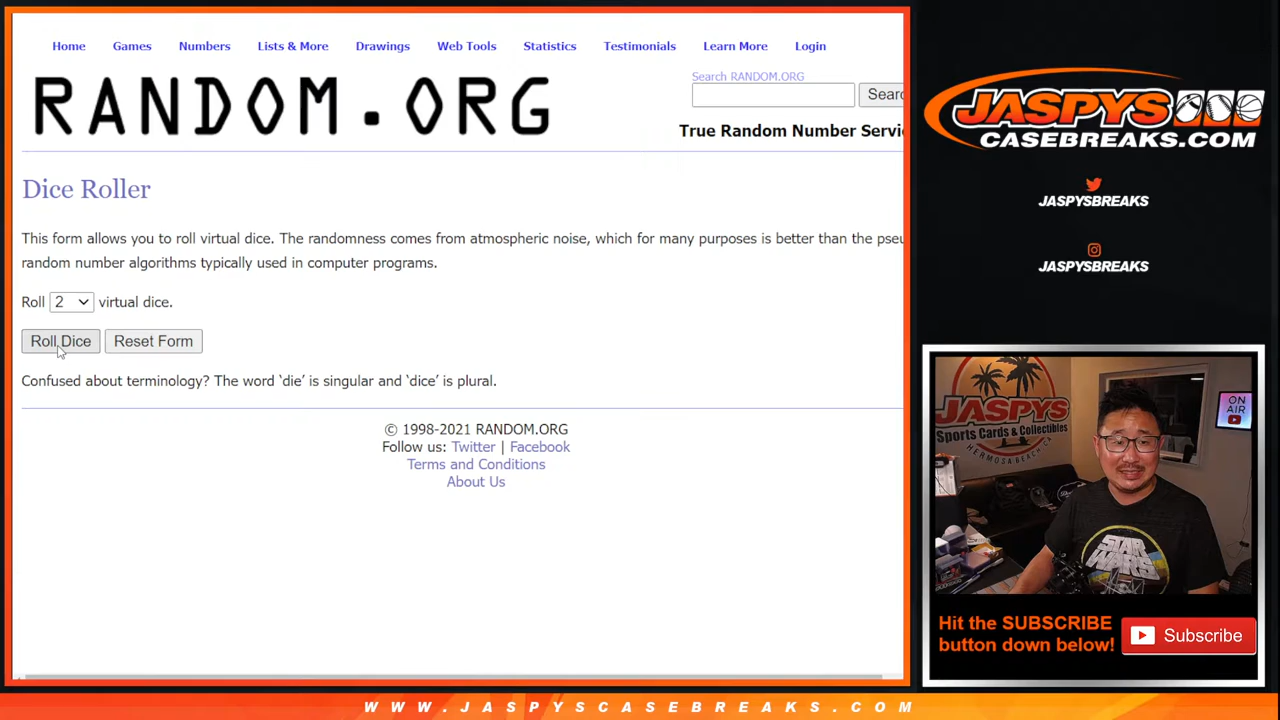 Home Games Numbers Lists & More Drawings Web Tools Statistics Testimonials Learn More Login
RANDOM.ORG
Search RANDOM.ORG
Searc
True Random Number Servi
Dice Roller
This form allows you to roll virtual dice. The randomness comes from atmospheric noise, which for many purposes is better than the pseu
random number algorithms typically used in computer programs.
Roll 2 virtual dice.
Roll Dice Reset Form
Confused about terminology? The word ‘die’ is singular and ‘dice’ is plural.
© 1998-2021 RANDOM.ORG
Follow us: Twitter | Facebook
Terms and Conditions
About Us
JASPYS
CASEBREAKS.COM
JASPYSBREAKS
JASPYSBREAKS
JASPYS
Sports Cards & Collectibles
HERMOSA BEACH, CA
ON
AIR
STAR
WARS
Hit the SUBSCRIBE
button down below!
Subscribe
WWW.JASPYSCASEBREAKS.COM